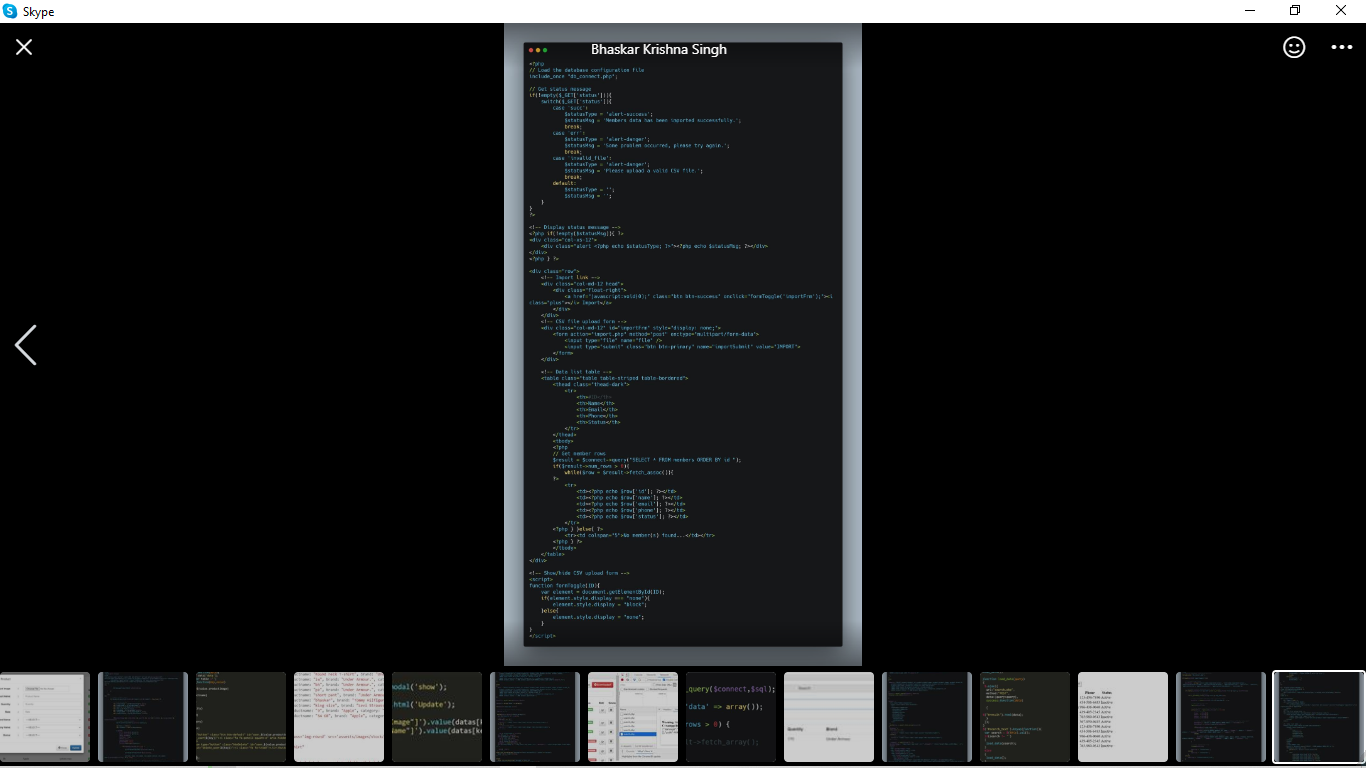 Skype
Bhaskar Krishna Singh
<?php
// Load the database configuration file
include_once 'db_connect.php';
// Get status message
if(!empty($_GET['status'])){
switch($_GET['status']){
case 'succ':
$statusType = 'alert-success';
$statusMsg = 'Members data has been imported successfully.';
break;
case 'err':
$statusType = 'alert-danger';
$statusMsg = 'Some problem occurred, please try again.';
break;
case 'invalid_file':
$statusType = 'alert-danger';
$statusMsg = 'Please upload a valid CSV file.';
break;
default:
$statusType = '';
$statusMsg = '';
}
}
?>
<!-- Display status message -->
<?php if(!empty($statusMsg)){ ?>
<div class="col-xs-12">
<div class="alert <?php echo $statusType; ?>"><?php echo $statusMsg; ?></div>
</div>
<?php } ?>
<div class="row">
<!-- Import link -->
<div class="col-md-12 head">
<div class="float-right">
<a href="javascript:void(0);" class="btn btn-success" onclick="formToggle('importFrm');"><i
class="plus"></i> Import</a>
</div>
</div>
<!-- CSV file upload form -->
<div class="col-md-12" id="importFrm" style="display: none;">
<form action="import.php" method="post" enctype="multipart/form-data">
<input type="file" name="file" />
<input type="submit" class="btn btn-primary" name="importSubmit" value="IMPORT">
</form>
</div>
<!-- Data list table -->
<table class="table table-striped table-bordered">
<thead class="thead-dark">
<tr>
<th>#ID</th>
<th>Name</th>
<th>Email</th>
<th>Phone</th>
<th>Status</th>
</tr>
</thead>
<tbody>
<?php
// Get member rows
$result = $connect->query("SELECT * FROM members ORDER BY id ");
if($result->num_rows > 0){
while($row = $result->fetch_assoc()){
?>
<tr>
<td><?php echo $row['id']; ?></td>
<td><?php echo $row['name']; ?></td>
<td><?php echo $row['email']; ?></td>
<td><?php echo $row['phone']; ?></td>
<td><?php echo $row['status']; ?></td>
</tr>
<?php } }else{ ?>
<tr><td colspan="5">No member(s) found...</td></tr>
<?php } ?>
</tbody>
</table>
</div>
<!-- Show/hide CSV upload form -->
<script>
function formToggle(ID){
var element = document.getElementById(ID);
if(element.style.display === "none"){
element.style.display = "block";
}else{
element.style.display = "none";
}
}
</script>
odal('show');
html('Update');
mage"]').value(datas[
ame"]').value(datas[ke
_query($connect,$sql);
'data' => array());
rows > 0) {
lt->fetch_array();